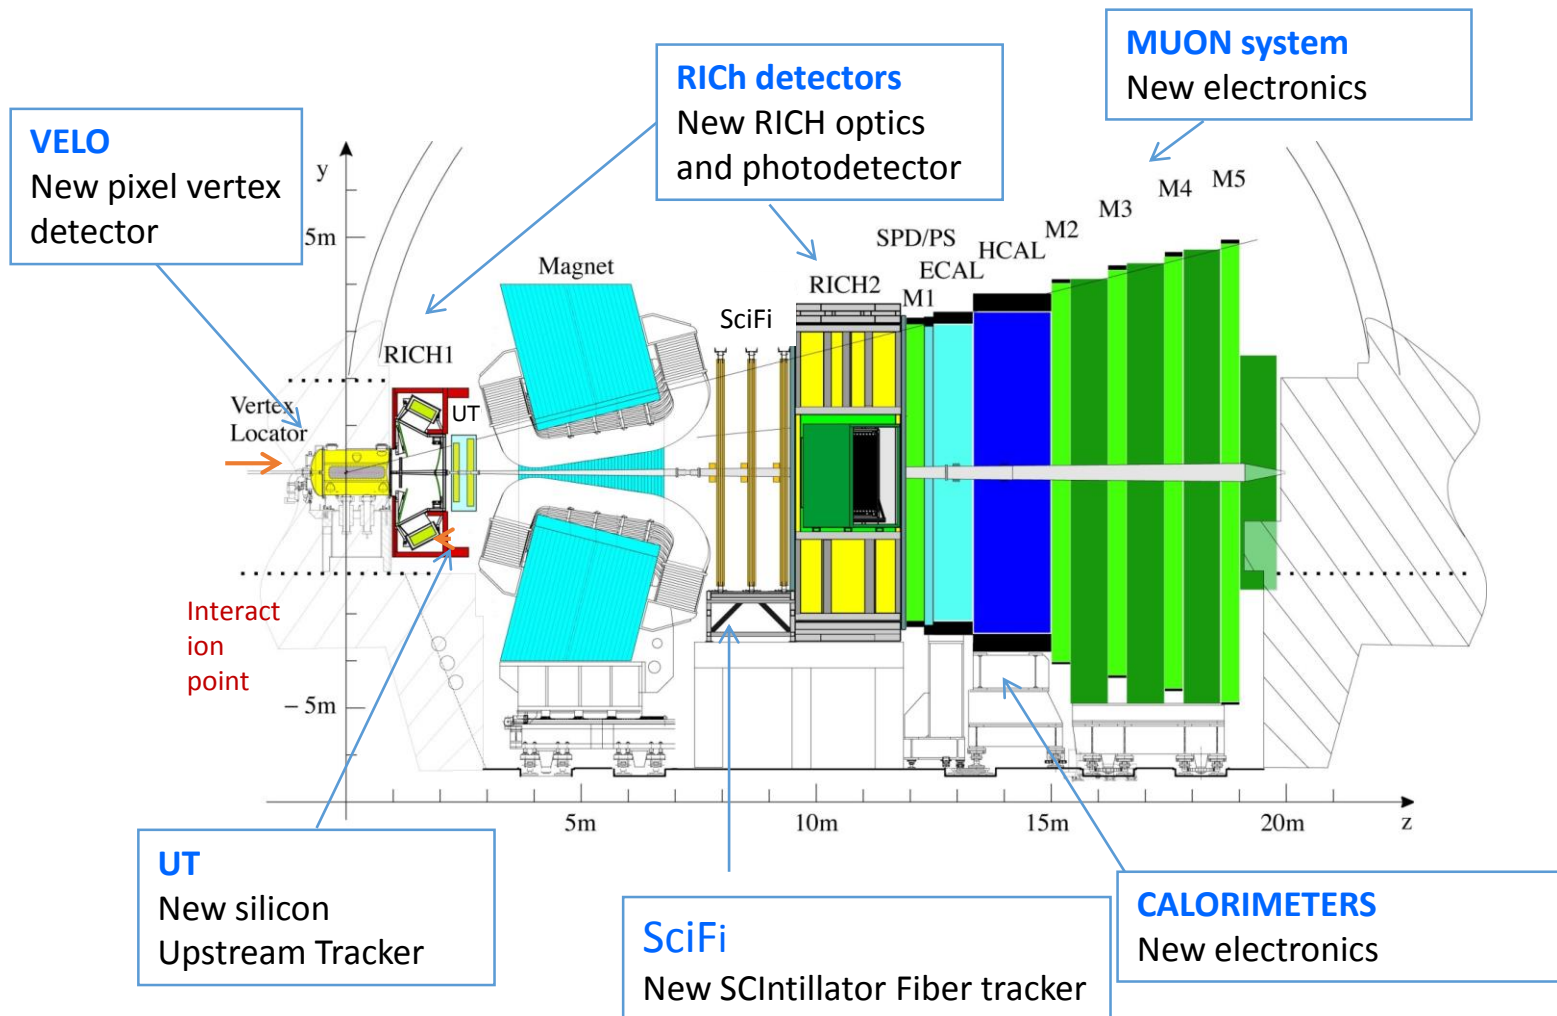 MUON system
New electronics
RICh detectors
New RICH optics
and photodetector
VELO
New pixel vertex
detector
y
5m
Magnet
SciFi
RICH1
UT
Vertex
Locator
RICH2
M1
SPD/PS
ECAL
HCAL
M2
M3
M4
M5
Interact
ion
point
− 5m
5m
10m
15m
20m
z
UT
New silicon
Upstream Tracker
SciFi
New SCIntillator Fiber tracker
CALORIMETERS
New electronics